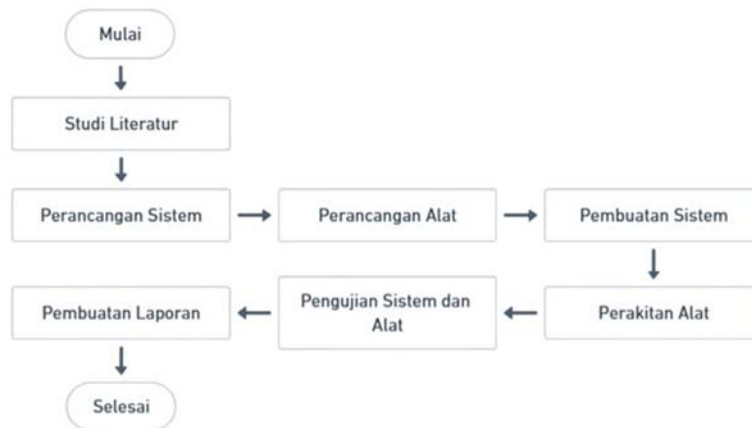 Mulai
Studi Literatur
Perancangan Sistem
Perancangan Alat
Pembuatan Sistem
Perakitan Alat
Pengujian Sistem dan
Alat
Pembuatan Laporan
Selesai